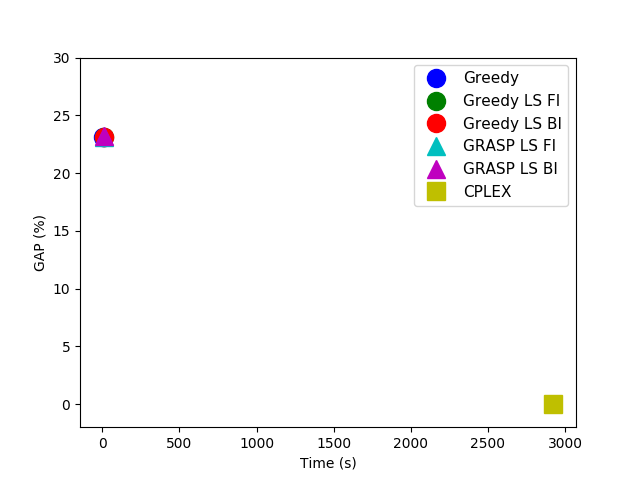 30
25
20
15
10
5
0
GAP (%)
0 500 1000 1500 2000 2500 3000
Time (s)
Greedy
Greedy LS FI
Greedy LS BI
GRASP LS FI
GRASP LS BI
CPLEX